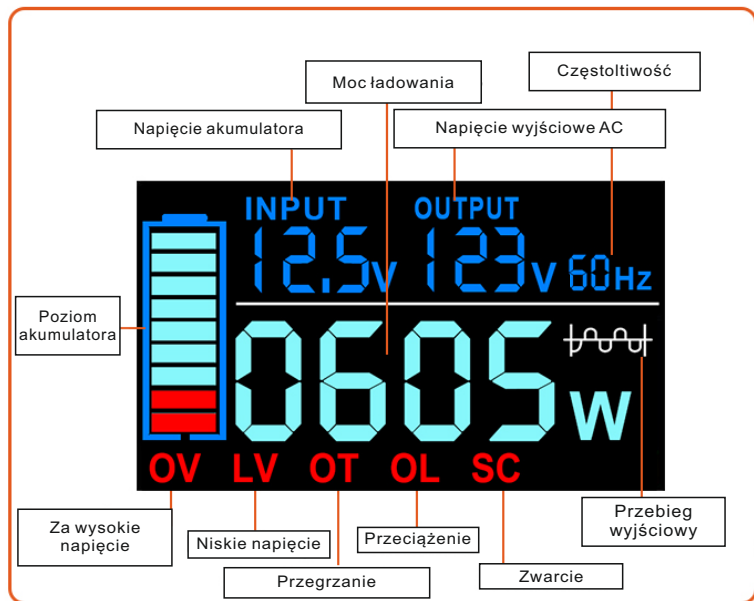 Częstoltiwość
Moc ładowania
Napięcie akumulatora
Napięcie wyjściowe AC
INPUT
OUTPUT
12.5V
123V
60Hz
Poziom
akumulatora
0605
W
OV LV OT OL SC
Za wysokie
napięcie
Niskie napięcie
Przegrzanie
Przeciążenie
Zwarcie
Przebieg
wyjściowy